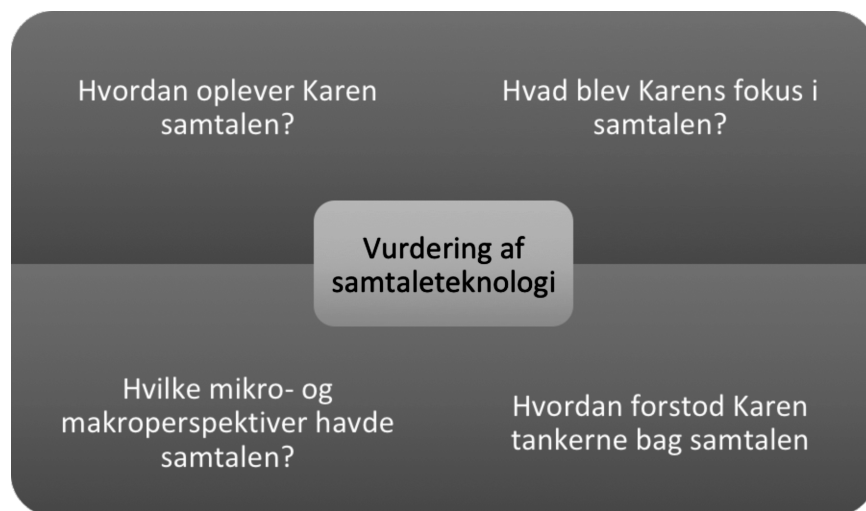 Hvordan oplever Karen
samtalen?
Hvad blev Karens fokus i
samtalen?
Vurdering af
samtaleteknologi
Hvilke mikro- og
makroperspektiver havde
samtalen?
Hvordan forstod Karen
tankerne bag samtalen